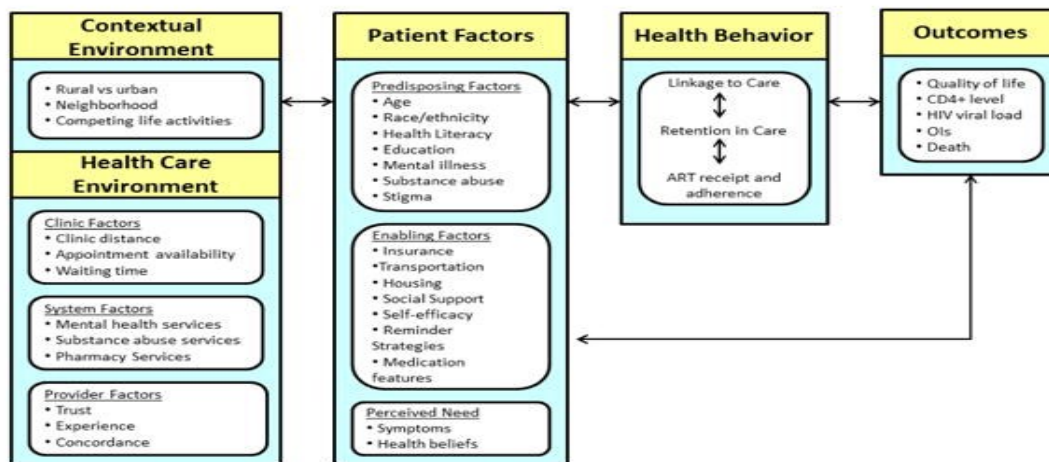 Contextual
Environment
• Rural vs urban
• Neighborhood
• Competing life activities
Health Care
Environment
Clinic Factors
• Clinic distance
• Appointment availability
• Waiting time
System Factors
• Mental health services
• Substance abuse services
• Pharmacy Services
Provider Factors
• Trust
• Experience
• Concordance
Patient Factors
Predisposing Factors
• Age
• Race/ethnicity
• Health Literacy
• Education
• Mental illness
• Substance abuse
• Stigma
Enabling Factors
• Insurance
•Transportation
• Housing
• Social Support
• Self-efficacy
• Reminder
Strategies
• Medication
features
Perceived Need
• Symptoms
• Health beliefs
Health Behavior
Linkage to Care
Retention in Care
ART receipt and
adherence
Outcomes
• Quality of life
• CD4+ level
• HIV viral load
• OIs
• Death